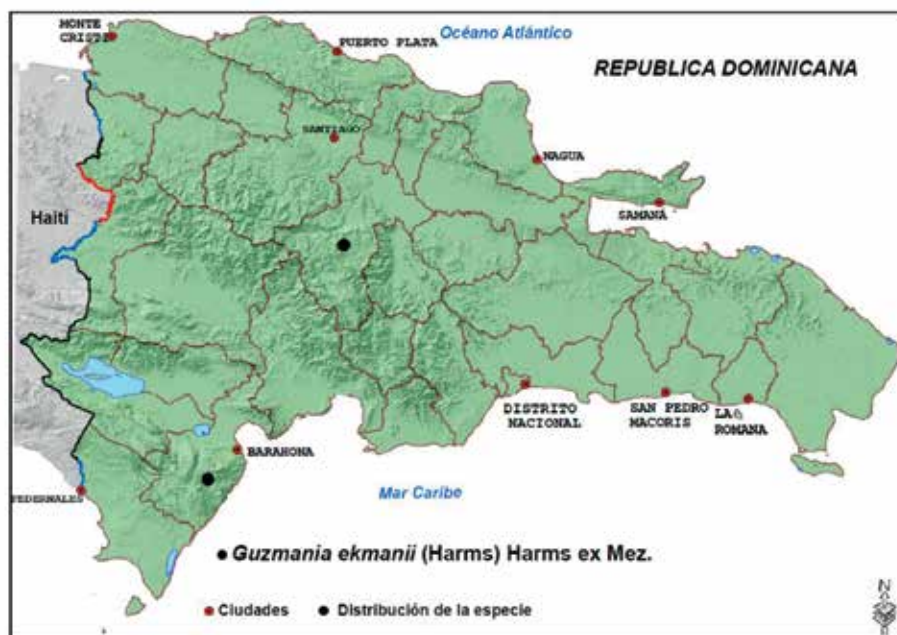 MONTE
CRISTI
PUERTO PLATA
Océano Atlántico
REPUBLICA DOMINICANA
SANTIAGO
NAGUA
Haití
SAMANÁ
DISTRITO
NACIONAL
SAN PEDRO
MACORIS
LA
ROMANA
BARAHONA
PEDERNALES
Mar Caribe
Guzmania ekmanii (Harms) Harms ex Mez.
Ciudades
Distribución de la especie
N